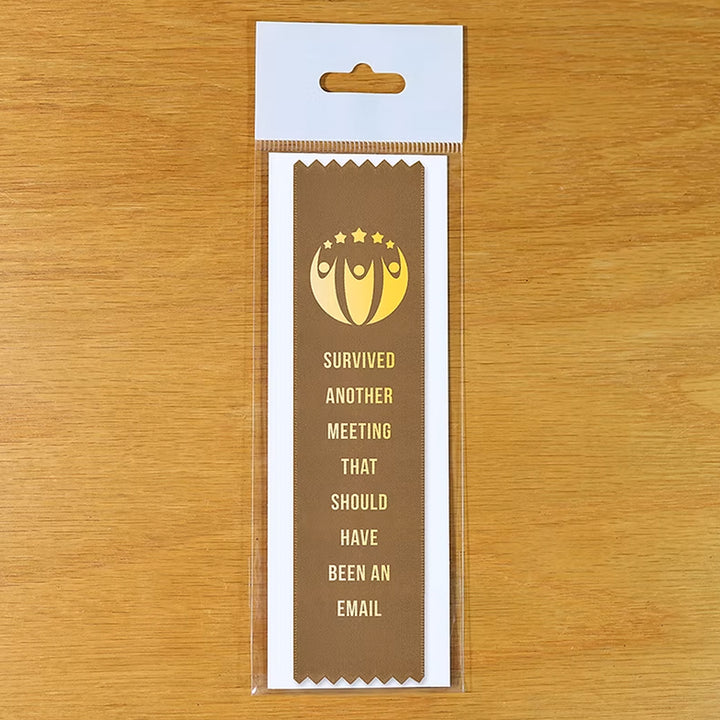 SURVIVED
ANOTHER
MEETING
THAT
SHOULD
HAVE
BEEN AN
EMAIL